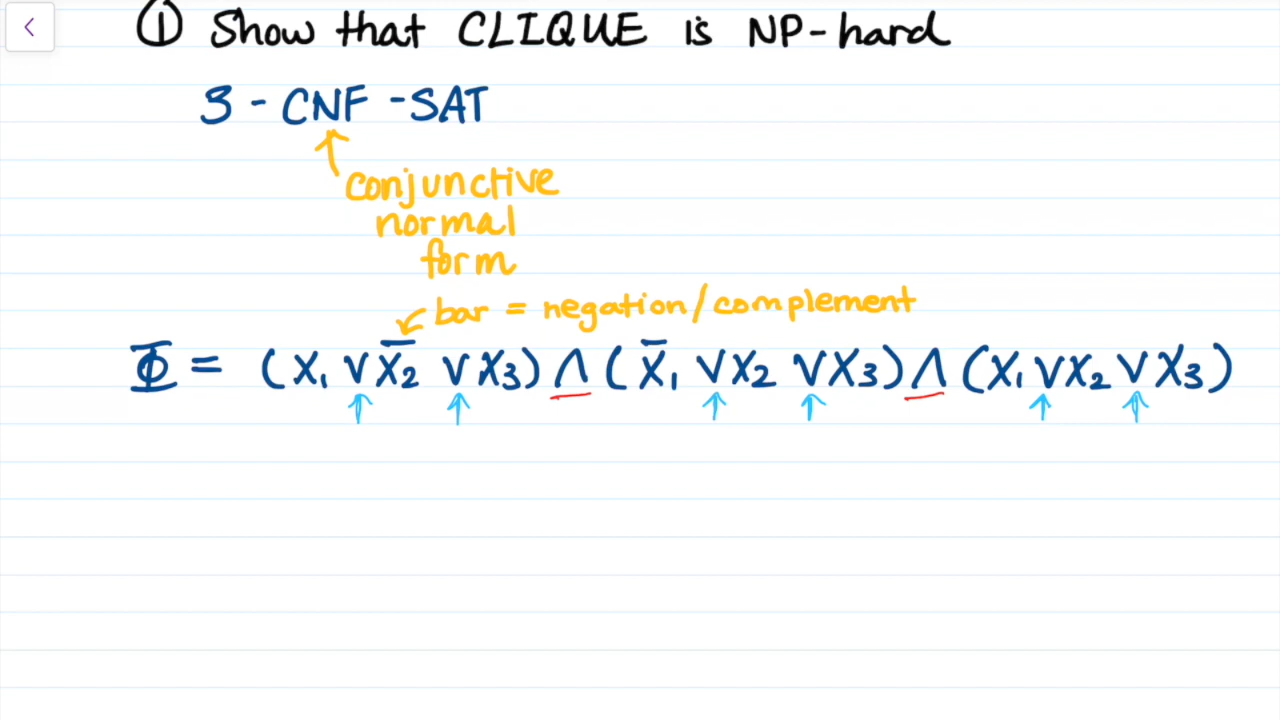 ① Show that CLIQUE is NP-hard
3 - CNF - SAT
conjunctive
normal
form
bar = negation/complement
Φ = (x₁ ∨ x̅₂ ∨ x₃) ∧ (x̅₁ ∨ x₂ ∨ x₃) ∧ (x₁ ∨ x₂ ∨ x₃)